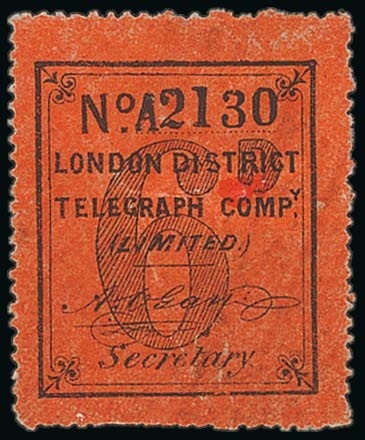 No. A2130
LONDON DISTRICT
TELEGRAPH COMPY.
(LIMITED.)
6D
Secretary